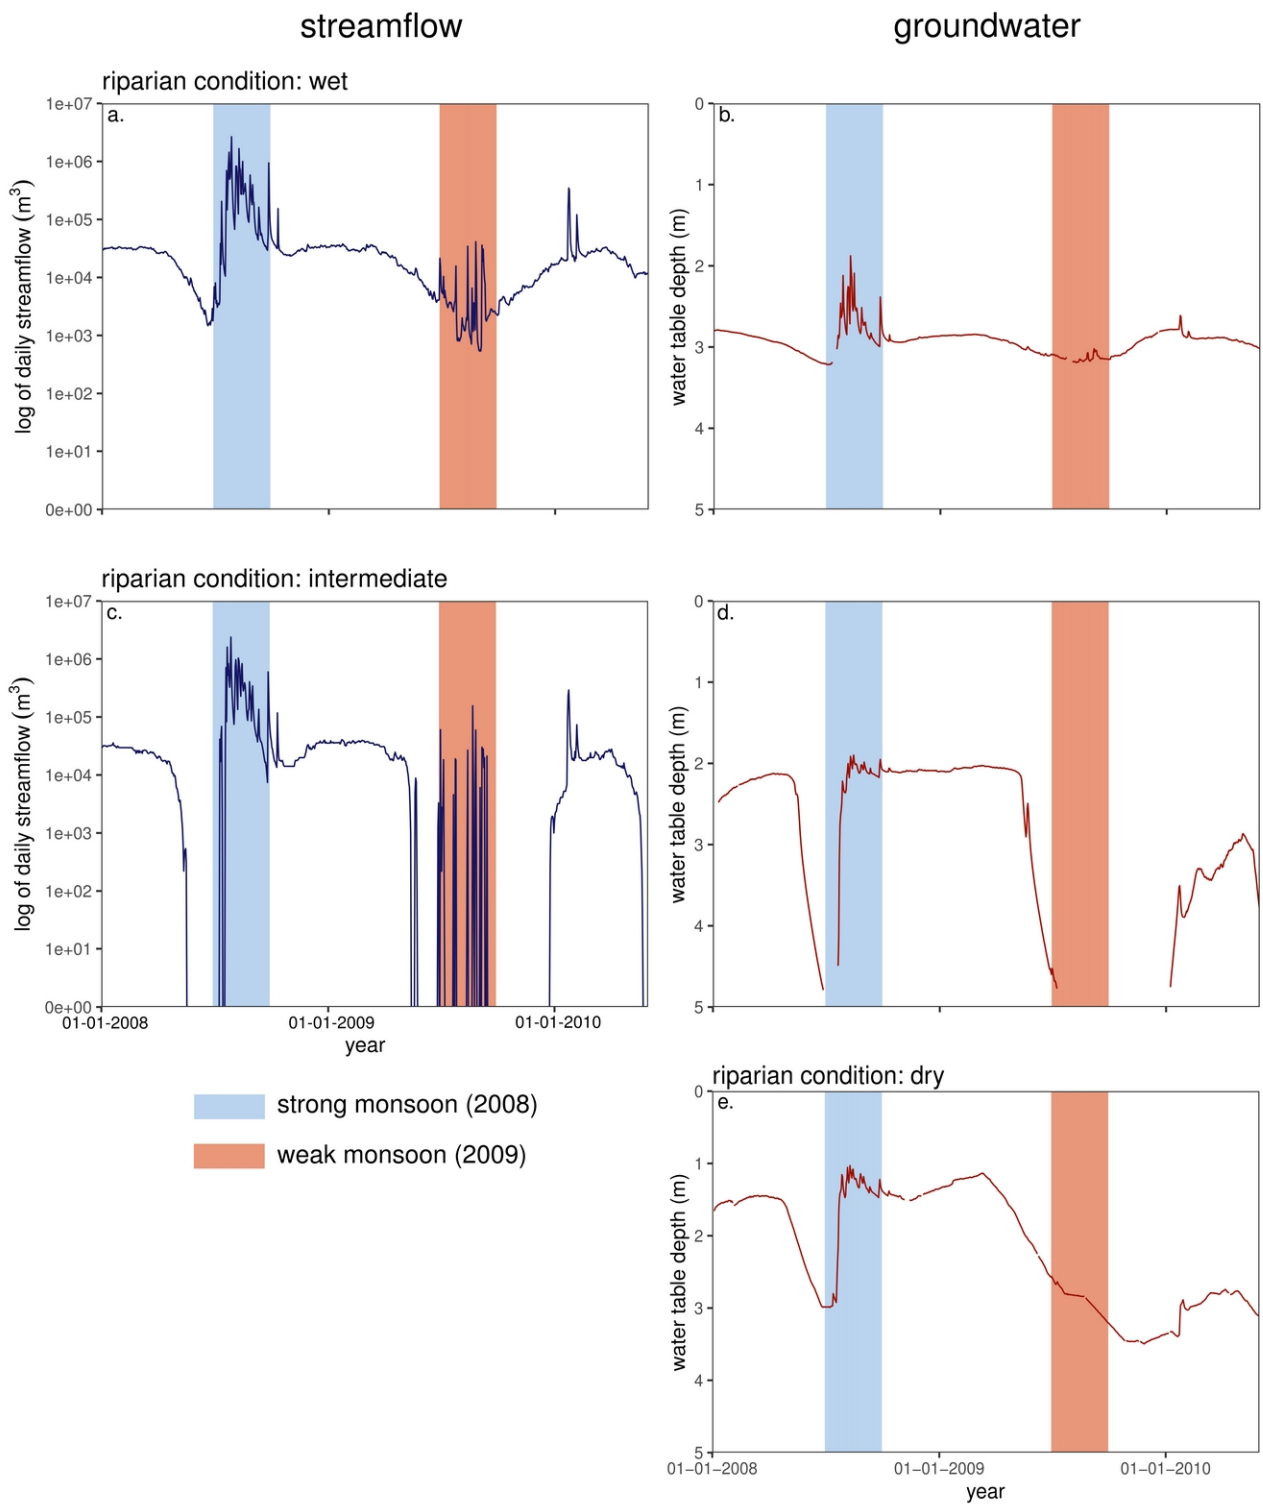 streamflow
groundwater
riparian condition: wet
a.
1e+07
1e+06
1e+05
1e+04
1e+03
1e+02
1e+01
0e+00
log of daily streamflow (m³)
b.
0
1
2
3
4
5
water table depth (m)
riparian condition: intermediate
c.
1e+07
1e+06
1e+05
1e+04
1e+03
1e+02
1e+01
0e+00
log of daily streamflow (m³)
01-01-2008
01-01-2009
01-01-2010
year
d.
0
1
2
3
4
5
water table depth (m)
strong monsoon (2008)
weak monsoon (2009)
riparian condition: dry
e.
0
1
2
3
4
5
water table depth (m)
01–01–2008
01–01–2009
01–01–2010
year